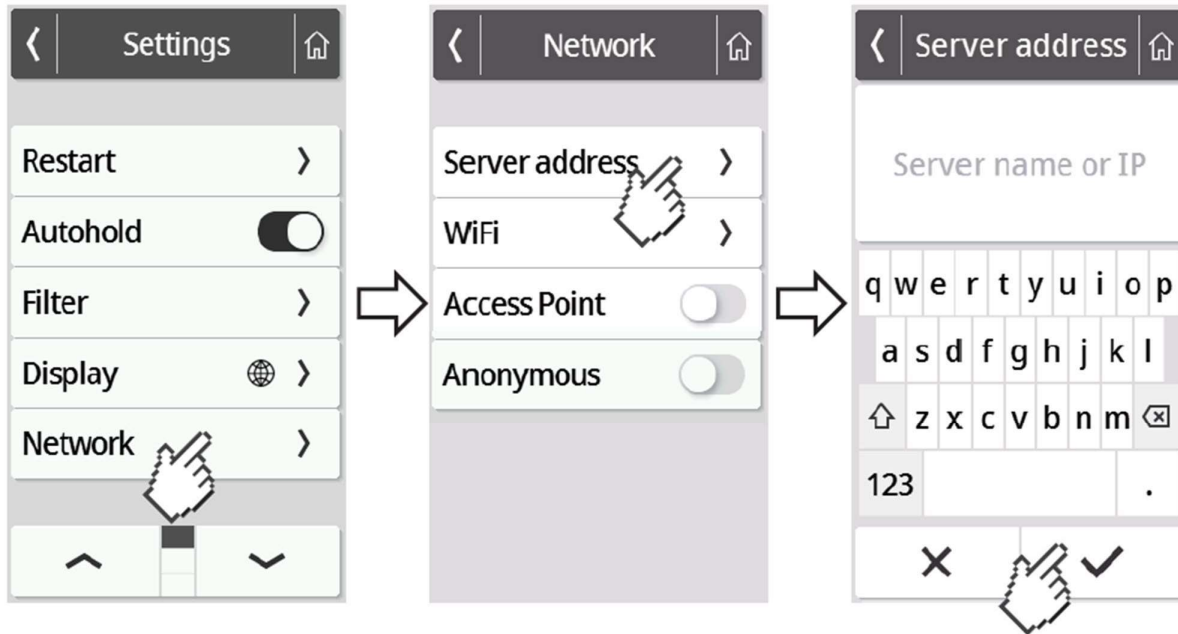 Settings
Restart
Autohold
Filter
Display
Network
Network
Server address
WiFi
Access Point
Anonymous
Server address
Server name or IP
q w e r t y u i o p
a s d f g h j k l
z x c v b n m
123 .